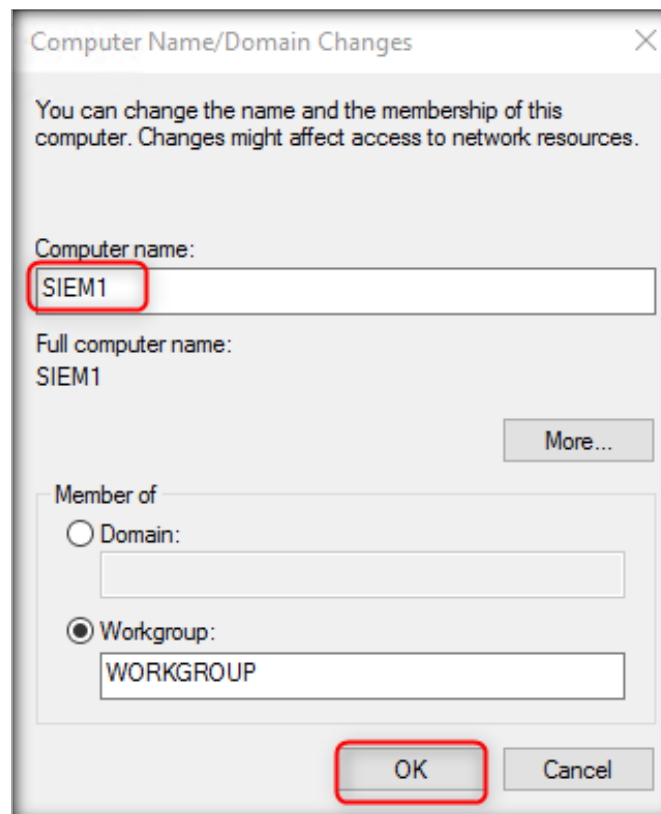 Computer Name/Domain Changes
You can change the name and the membership of this
computer. Changes might affect access to network resources.
Computer name:
SIEM1
Full computer name:
SIEM1
More...
Member of
Domain:
Workgroup:
WORKGROUP
OK Cancel